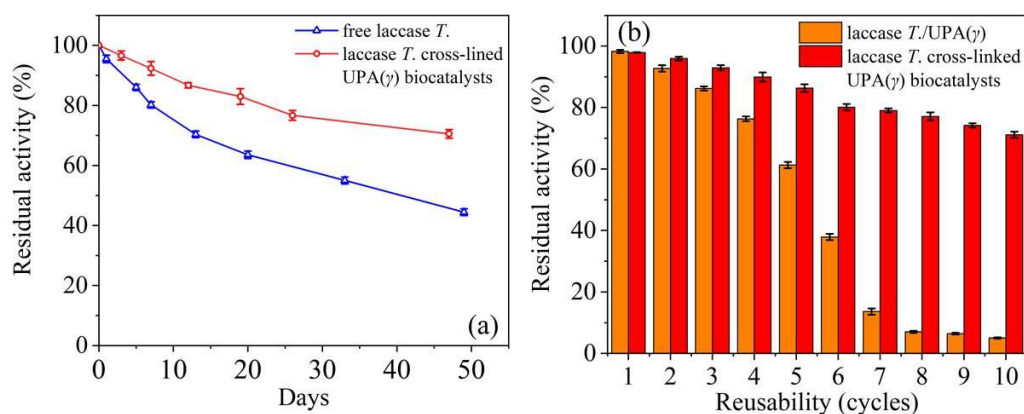 free laccase T.
laccase T. cross-lined
UPA(γ) biocatalysts
100
80
60
40
20
0
Residual activity (%)
(a)
0 10 20 30 40 50
Days
(b)
laccase T./UPA(γ)
laccase T. cross-linked
UPA(γ) biocatalysts
100
80
60
40
20
0
Residual activity (%)
1 2 3 4 5 6 7 8 9 10
Reusability (cycles)